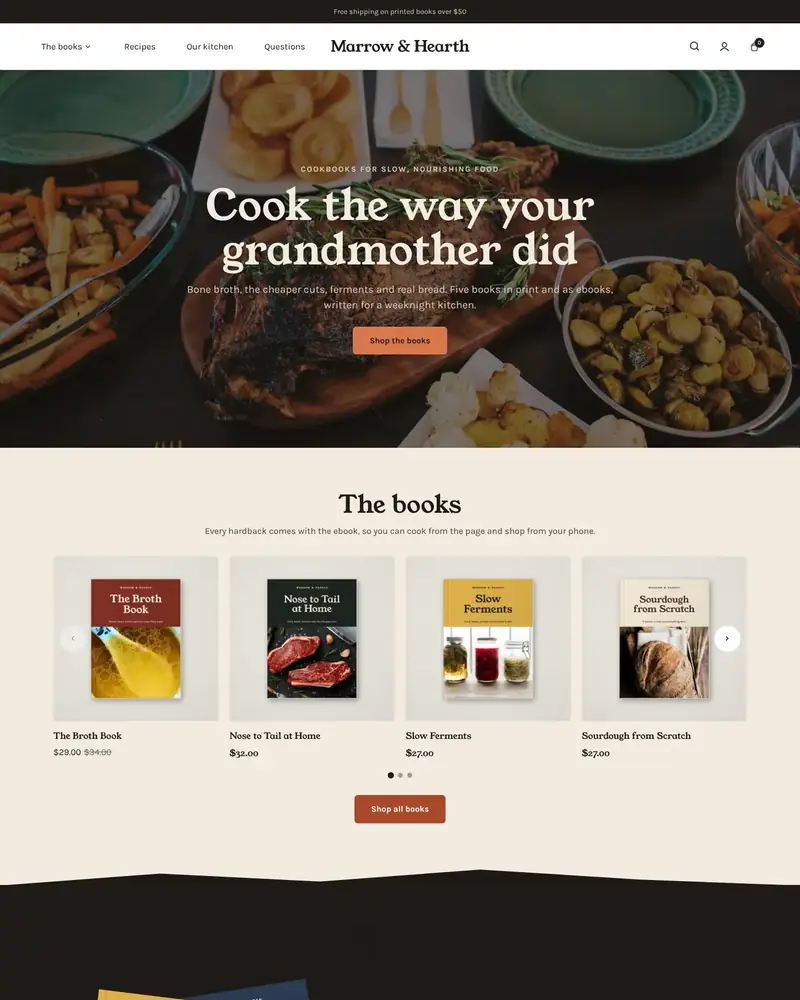 Free shipping on printed books over $50
The books
Recipes
Our kitchen
Questions
Marrow & Hearth
0
COOKBOOKS FOR SLOW, NOURISHING FOOD
Cook the way your
grandmother did
Bone broth, the cheaper cuts, ferments and real bread. Five books in print and as ebooks,
written for a weeknight kitchen.
Shop the books
The books
Every hardback comes with the ebook, so you can cook from the page and shop from your phone.
The Broth
Book
Nose to Tail
at Home
Slow
Ferments
Sourdough
from Scratch
The Broth Book
$29.00 $34.00
Nose to Tail at Home
$32.00
Slow Ferments
$27.00
Sourdough from Scratch
$27.00
Shop all books